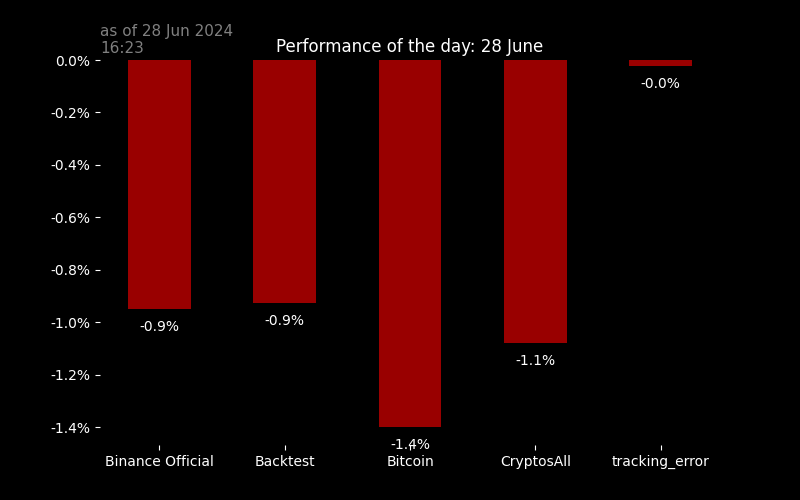 as of 28 Jun 2024
16:23
Performance of the day: 28 June
0.0%
-0.2%
-0.4%
-0.6%
-0.8%
-1.0%
-1.2%
-1.4%
-0.9%
-0.9%
-1.4%
-1.1%
-0.0%
Binance Official
Backtest
Bitcoin
CryptosAll
tracking_error